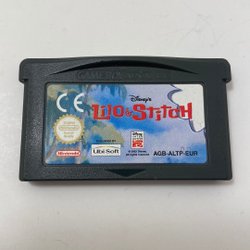 GAME BOY ADVANCE
Disney's
LILO & STITCH
CE
Nintendo
Ubi Soft
AGB-ALTP-EUR